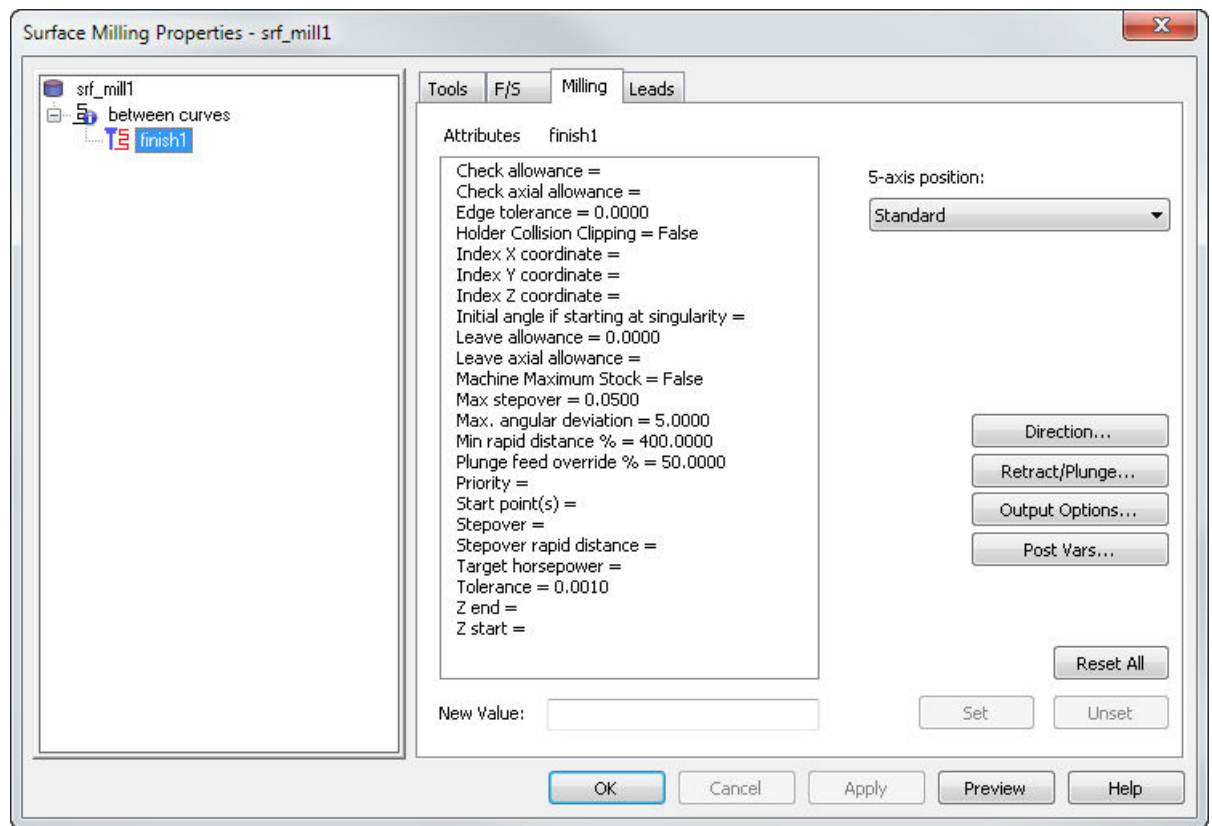 Surface Milling Properties - srf_mill1
srf_mill1
between curves
finish1
Tools F/S Milling Leads
Attributes finish1
Check allowance =
Check axial allowance =
Edge tolerance = 0.0000
Holder Collision Clipping = False
Index X coordinate =
Index Y coordinate =
Index Z coordinate =
Initial angle if starting at singularity =
Leave allowance = 0.0000
Leave axial allowance =
Machine Maximum Stock = False
Max stepover = 0.0500
Max. angular deviation = 5.0000
Min rapid distance % = 400.0000
Plunge feed override % = 50.0000
Priority =
Start point(s) =
Stepover =
Stepover rapid distance =
Target horsepower =
Tolerance = 0.0010
Z end =
Z start =
5-axis position:
Standard
Direction...
Retract/Plunge...
Output Options...
Post Vars...
Reset All
New Value:
Set Unset
OK Cancel Apply Preview Help